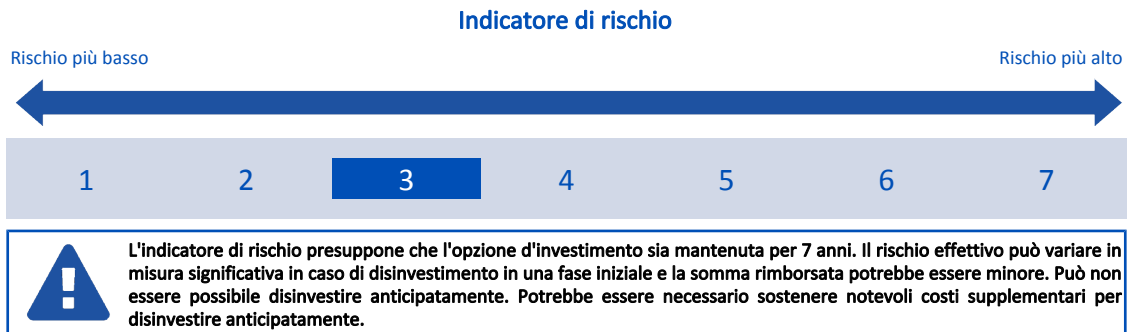 Indicatore di rischio
Rischio più basso
Rischio più alto
1 2 3 4 5 6 7
L'indicatore di rischio presuppone che l'opzione d'investimento sia mantenuta per 7 anni. Il rischio effettivo può variare in
misura significativa in caso di disinvestimento in una fase iniziale e la somma rimborsata potrebbe essere minore. Può non
essere possibile disinvestire anticipatamente. Potrebbe essere necessario sostenere notevoli costi supplementari per
disinvestire anticipatamente.